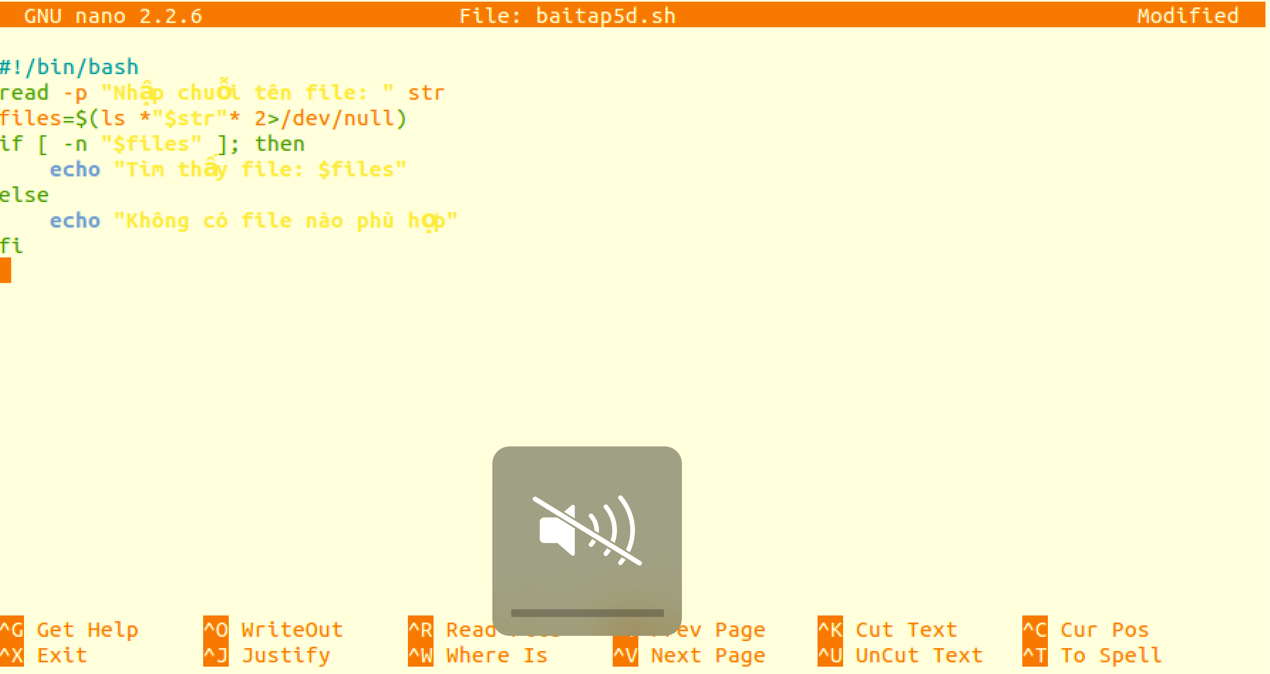 GNU nano 2.2.6 File: baitap5d.sh Modified
#!/bin/bash
read -p "Nhập chuỗi tên file: " str
files=$(ls *"$str"* 2>/dev/null)
if [ -n "$files" ]; then
    echo "Tìm thấy file: $files"
else
    echo "Không có file nào phù hợp"
fi
^G Get Help ^O WriteOut ^R Read ^K Cut Text ^C Cur Pos
^X Exit ^J Justify ^W Where Is ^V Next Page ^U UnCut Text ^T To Spell